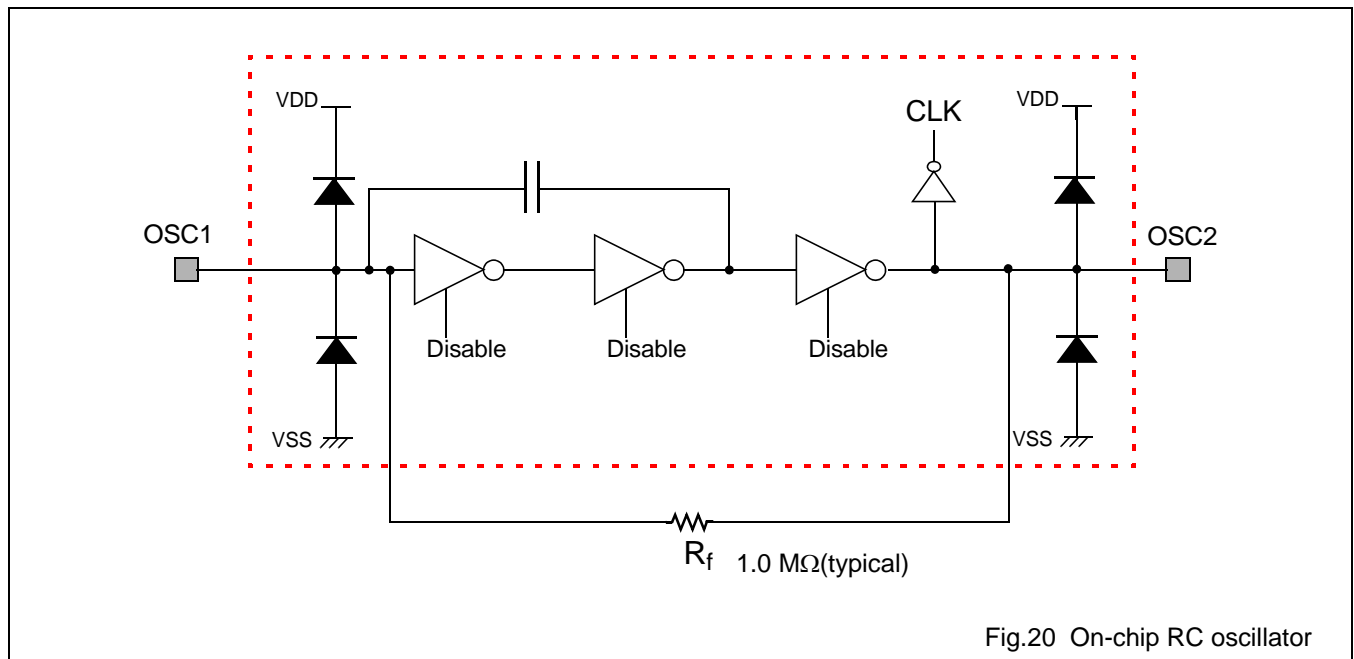 VDD
CLK
VDD
OSC1
OSC2
Disable
Disable
Disable
VSS
VSS
Rf 1.0 MΩ(typical)
Fig.20 On-chip RC oscillator